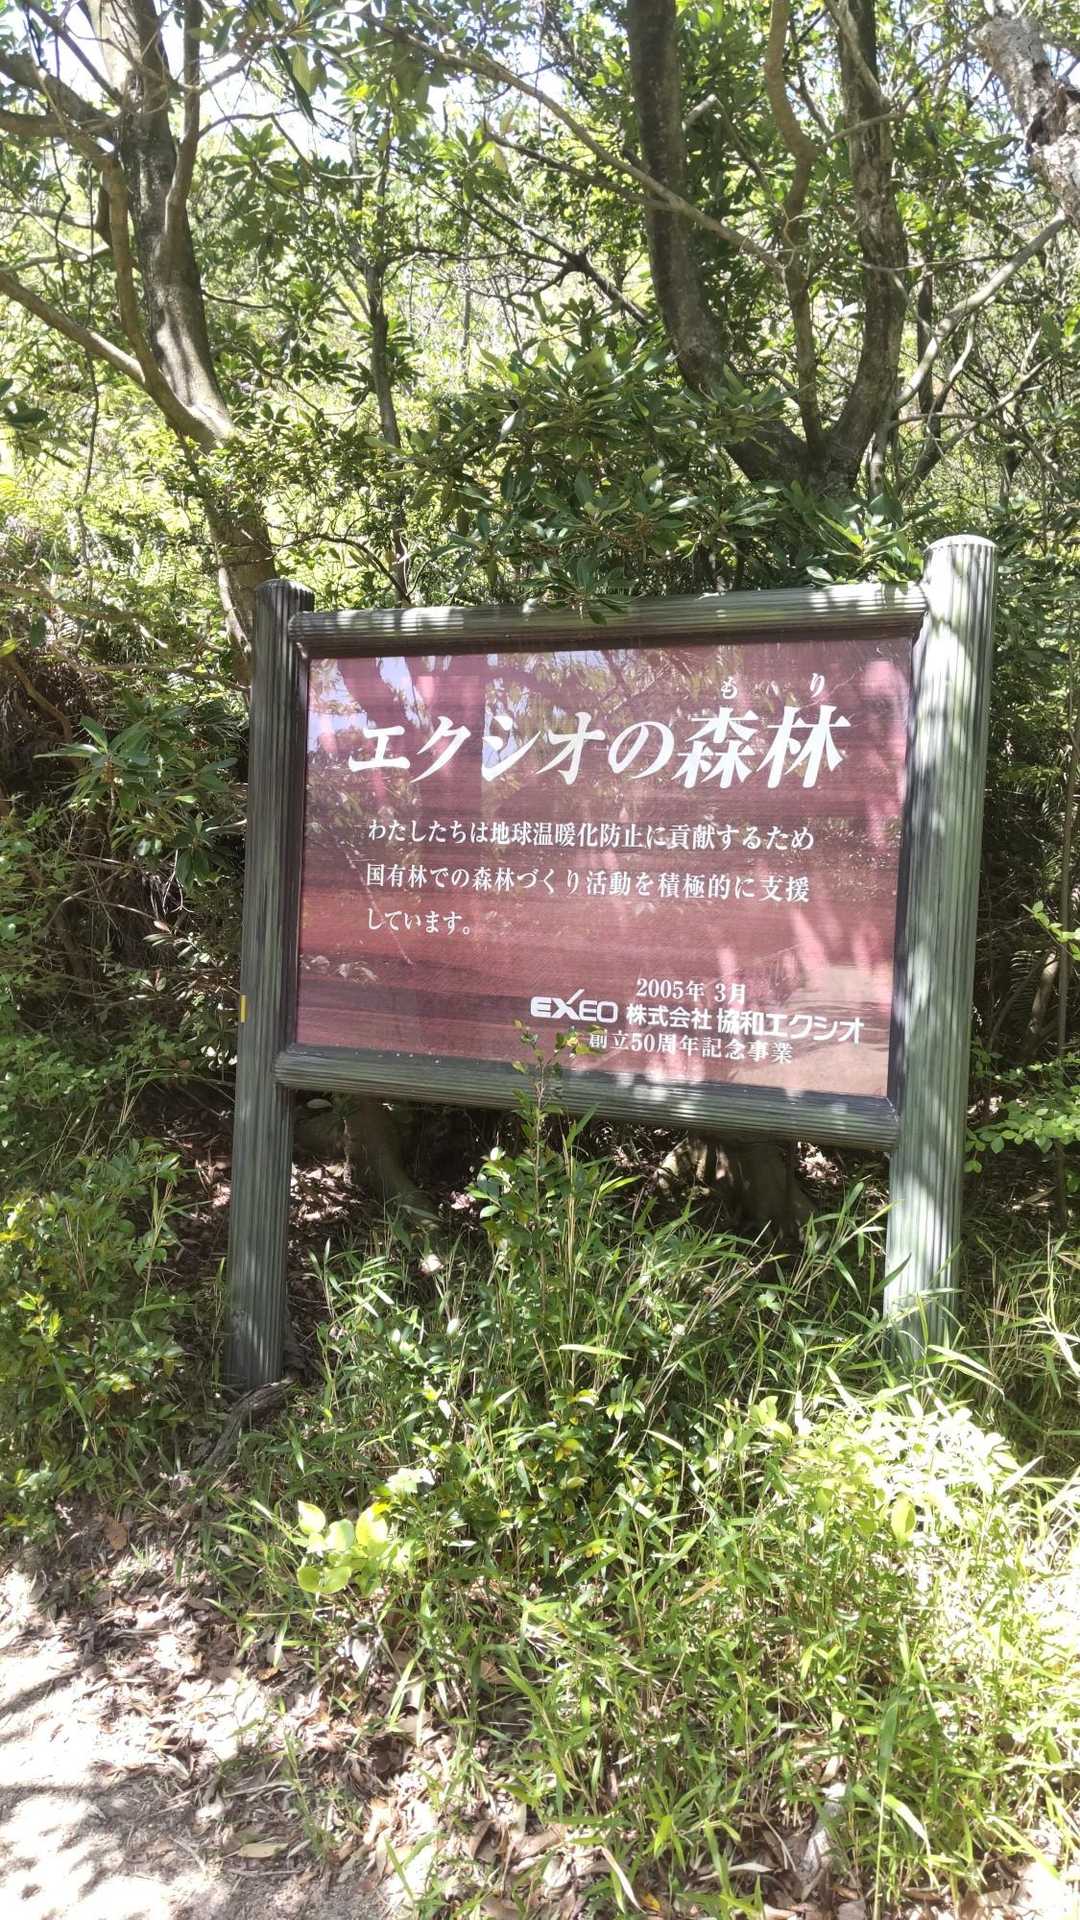 もり
エクシオの森林
わたしたちは地球温暖化防止に貢献するため
国有林での森林づくり活動を積極的に支援
しています。
2005年 3月
EXEO 株式会社 協和エクシオ
創立50周年記念事業